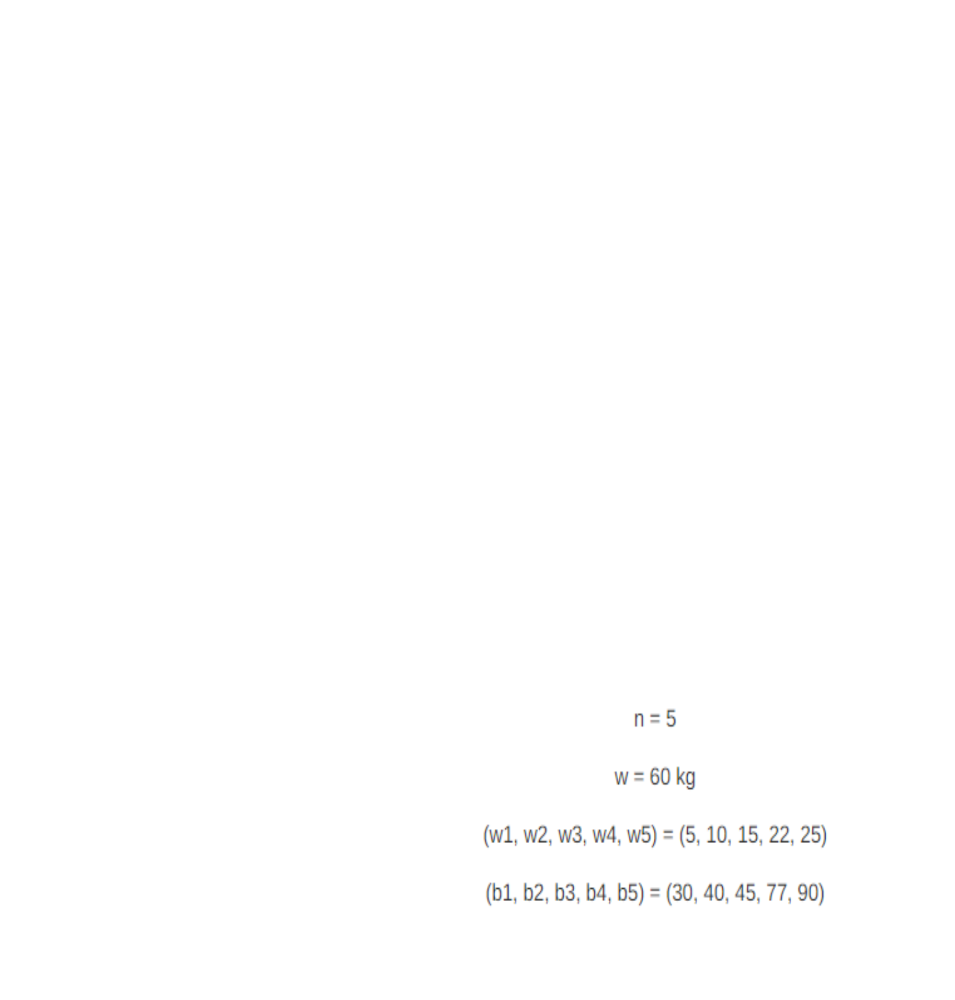 n = 5
w = 60 kg
(w1, w2, w3, w4, w5) = (5, 10, 15, 22, 25)
(b1, b2, b3, b4, b5) = (30, 40, 45, 77, 90)